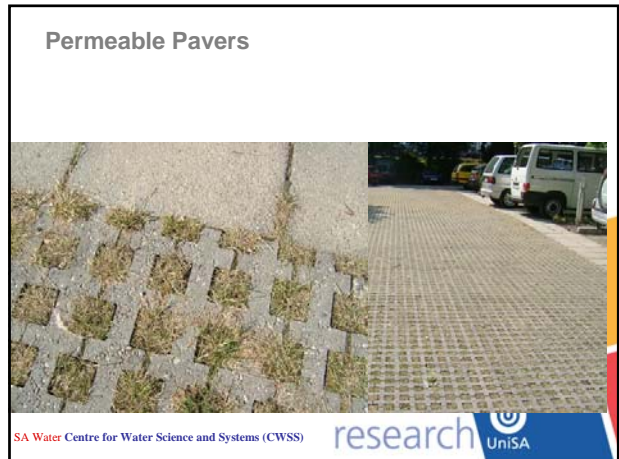 Permeable Pavers
SA Water Centre for Water Science and Systems (CWSS)
research
UniSA